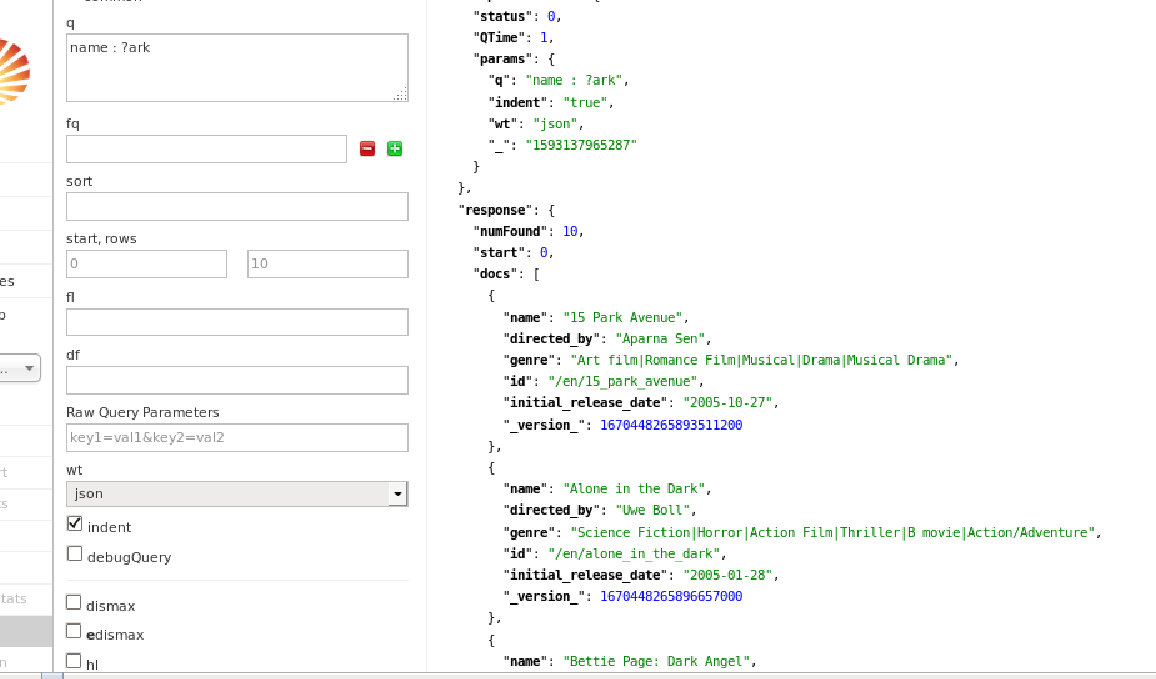 q
name : ?ark
fq
sort
start, rows
0
10
fl
df
Raw Query Parameters
key1=val1&key2=val2
wt
json
indent
debugQuery
dismax
edismax
hl
es
p
...
rt
ts
tats
n
"status": 0,
"QTime": 1,
"params": {
"q": "name : ?ark",
"indent": "true",
"wt": "json",
"_": "1593137965287"
}
},
"response": {
"numFound": 10,
"start": 0,
"docs": [
{
"name": "15 Park Avenue",
"directed_by": "Aparna Sen",
"genre": "Art film|Romance Film|Musical|Drama|Musical Drama",
"id": "/en/15_park_avenue",
"initial_release_date": "2005-10-27",
"_version_": 1670448265893511200
},
{
"name": "Alone in the Dark",
"directed_by": "Uwe Boll",
"genre": "Science Fiction|Horror|Action Film|Thriller|B movie|Action/Adventure",
"id": "/en/alone_in_the_dark",
"initial_release_date": "2005-01-28",
"_version_": 1670448265896657000
},
{
"name": "Bettie Page: Dark Angel",